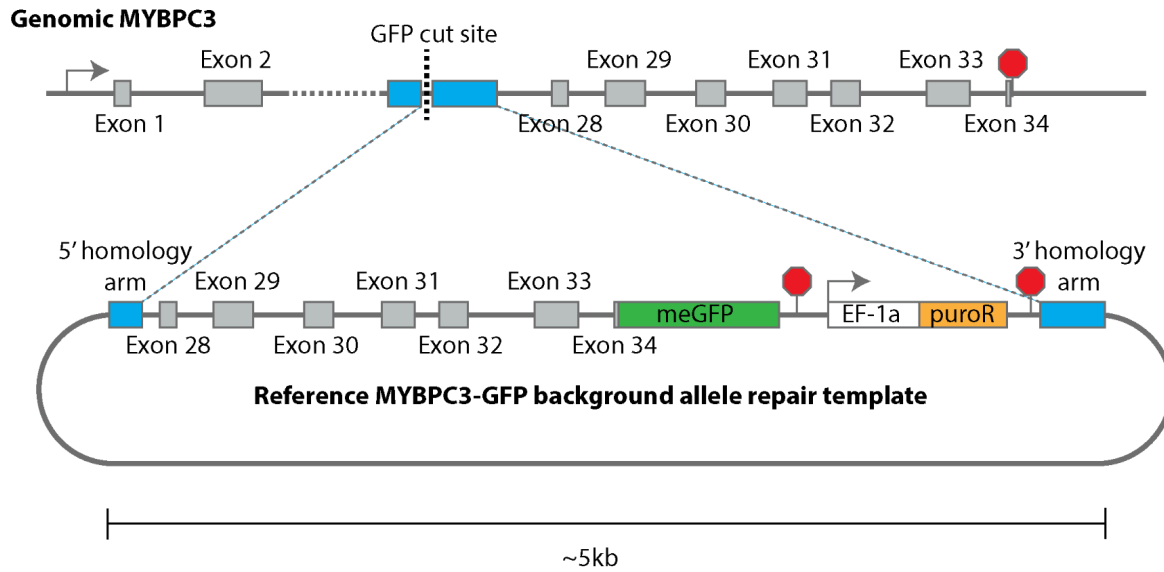 Genomic MYBPC3
GFP cut site
Exon 2
Exon 29
Exon 31
Exon 33
Exon 1
Exon 28
Exon 30
Exon 32
Exon 34
5’ homology
arm
3’ homology
arm
Exon 29
Exon 31
Exon 33
meGFP
EF-1a
puroR
Exon 28
Exon 30
Exon 32
Exon 34
Reference MYBPC3-GFP background allele repair template
~5kb